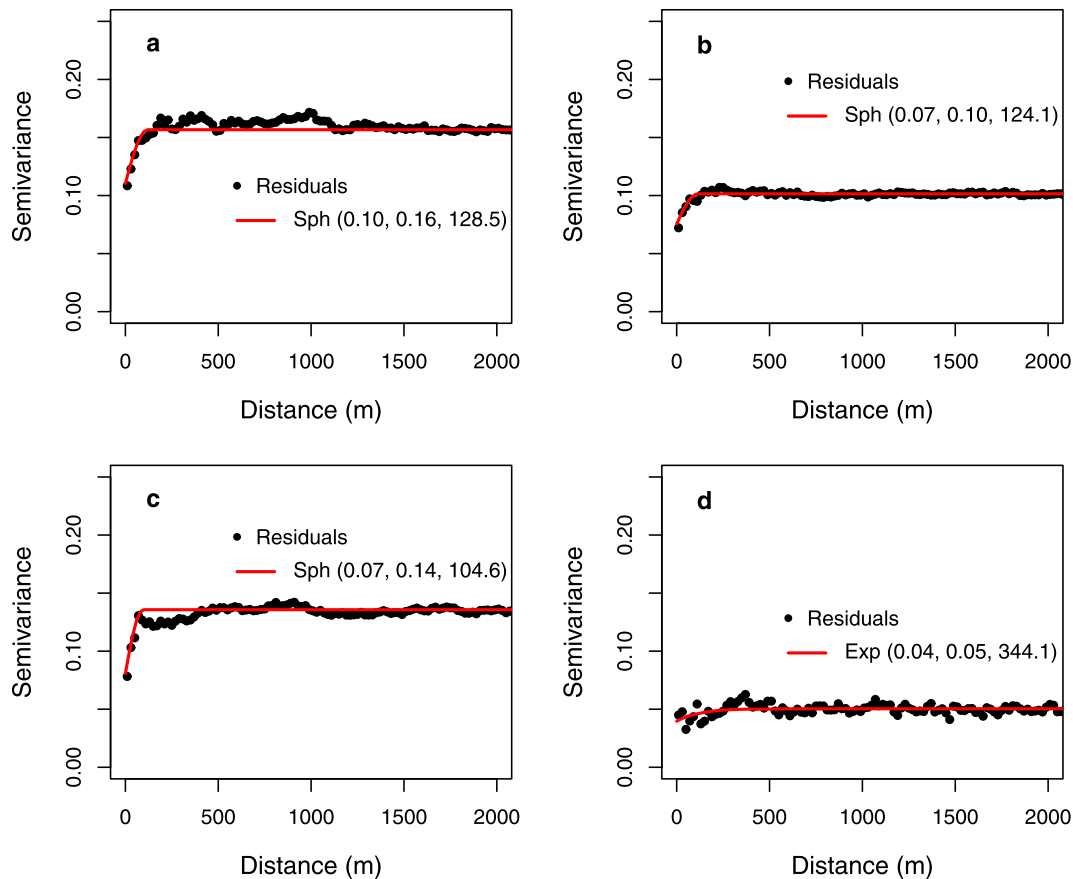 a
Semivariance
0.00
0.10
0.20
Residuals
Sph (0.10, 0.16, 128.5)
0
500
1000
1500
2000
Distance (m)
b
Semivariance
0.00
0.10
0.20
Residuals
Sph (0.07, 0.10, 124.1)
0
500
1000
1500
2000
Distance (m)
c
Semivariance
0.00
0.10
0.20
Residuals
Sph (0.07, 0.14, 104.6)
0
500
1000
1500
2000
Distance (m)
d
Semivariance
0.00
0.10
0.20
Residuals
Exp (0.04, 0.05, 344.1)
0
500
1000
1500
2000
Distance (m)